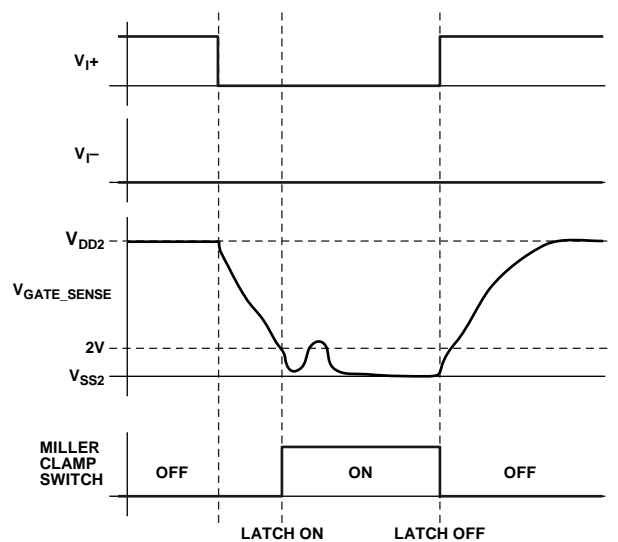 VI+
VI–
VDD2
VGATE_SENSE
2V
VSS2
MILLER
CLAMP
SWITCH
OFF
ON
OFF
LATCH ON
LATCH OFF